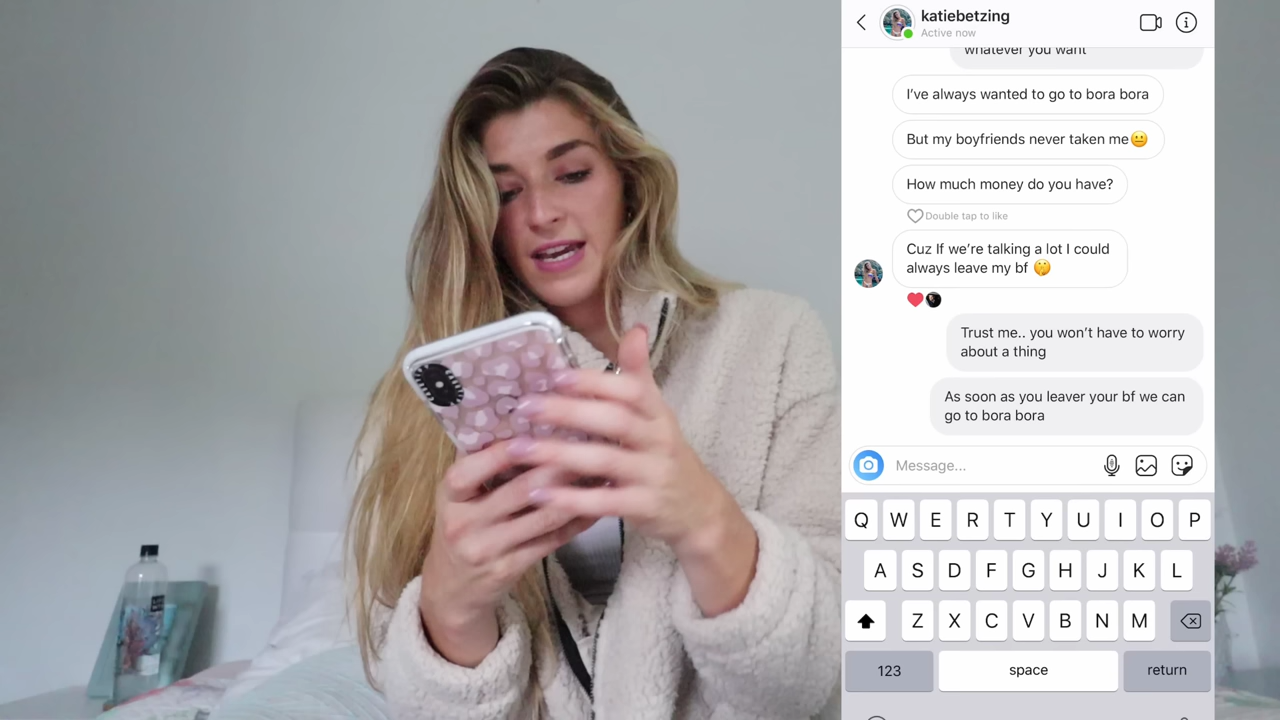 katiebetzing
Active now
whatever you want
I've always wanted to go to bora bora
But my boyfriends never taken me😐
How much money do you have?
Double tap to like
Cuz If we're talking a lot I could
always leave my bf 🤔
Trust me.. you won't have to worry
about a thing
As soon as you leaver your bf we can
go to bora bora
Message...
Q W E R T Y U I O P
A S D F G H J K L
Z X C V B N M
123 space return